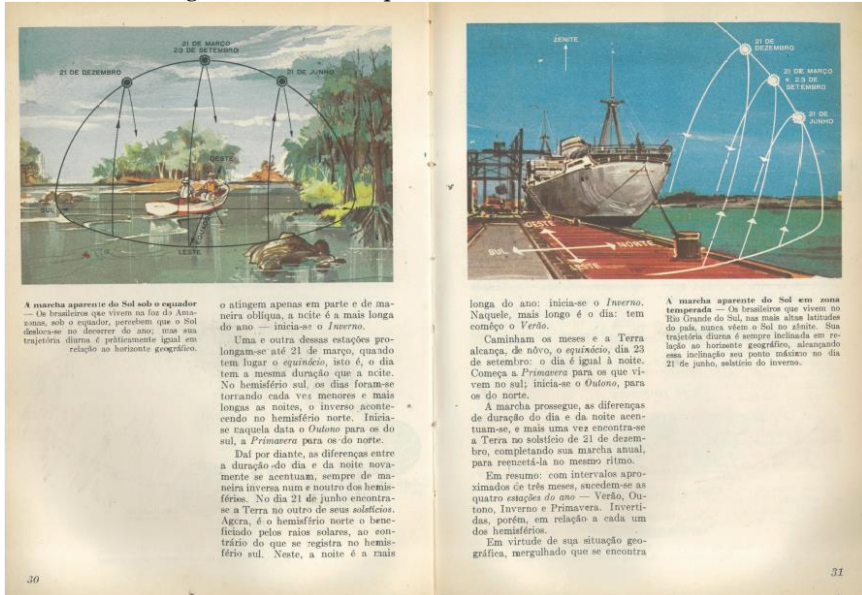 21 DE MARÇO
23 DE SETEMBRO
21 DE DEZEMBRO
21 DE JUNHO
OESTE
LESTE
A marcha aparente do Sol sob o equador
— Os brasileiros que vivem na foz do Ama-
zonas, sob o equador, percebem que o Sol
desloca-se no decorrer do ano; mas sua
trajetória diurna é pràticamente igual em
relação ao horizonte geográfico.
o atingem apenas em parte e de ma-
neira oblíqua, a noite é a mais longa
do ano — inicia-se o Inverno.
Uma e outra dessas estações pro-
longam-se até 21 de março, quando
tem lugar o equinócio, isto é, o dia
tem a mesma duração que a noite.
No hemisfério sul, os dias foram-se
tornando cada vez menores e mais
longas as noites, o inverso aconte-
cendo no hemisfério norte. Inicia-
se naquela data o Outono para os do
sul, a Primavera para os do norte.
Daí por diante, as diferenças entre
a duração do dia e da noite nova-
mente se acentuam, sempre de ma-
neira inversa num e noutro dos hemis-
férios. No dia 21 de junho encontra-
se a Terra no outro de seus solstícios.
Agora, é o hemisfério norte o bene-
ficiado pelos raios solares, ao con-
trário do que se registra no hemis-
fério sul. Neste, a noite é a mais
30
ZENITE
21 DE
DEZEMBRO
21 DE MARÇO
e 23 DE
SETEMBRO
21 DE
JUNHO
OESTE
SUL
NORTE
LESTE
longa do ano: inicia-se o Inverno.
Naquele, mais longo é o dia: tem
comêço o Verão.
Caminham os meses e a Terra
alcança, de nôvo, o equinócio, dia 23
de setembro: o dia é igual à noite.
Começa a Primavera para os que vi-
vem no sul; inicia-se o Outono, para
os do norte.
A marcha prossegue, as diferenças
de duração do dia e da noite acen-
tuam-se, e mais uma vez encontra-se
a Terra no solstício de 21 de dezem-
bro, completando sua marcha anual,
para reencetá-la no mesmo ritmo.
Em resumo: com intervalos apro-
ximados de três meses, sucedem-se as
quatro estações do ano — Verão, Ou-
tono, Inverno e Primavera. Inverti-
das, porém, em relação a cada um
dos hemisférios.
Em virtude de sua situação geo-
gráfica, mergulhado que se encontra
A marcha aparente do Sol em zona
temperada — Os brasileiros que vivem no
Rio Grande do Sul, nas mais altas latitudes
do país, nunca vêem o Sol no zênite. Sua
trajetória diurna é sempre inclinada em re-
lação ao horizonte geográfico, alcançando
essa inclinação seu ponto máximo no dia
21 de junho, solstício do inverno.
31